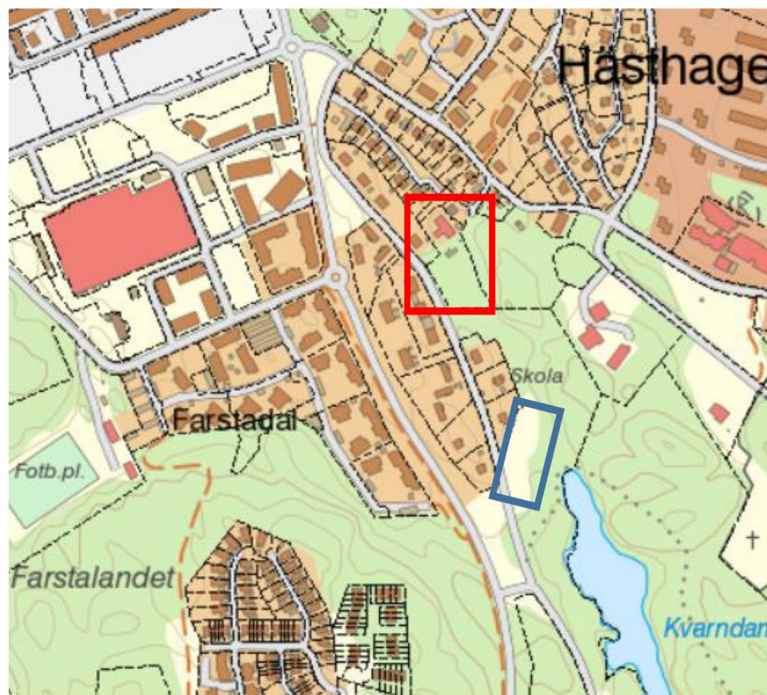 Hästhage
Skola
Farstadal
Fotb.pl.
Farstalandet
Kvarndam